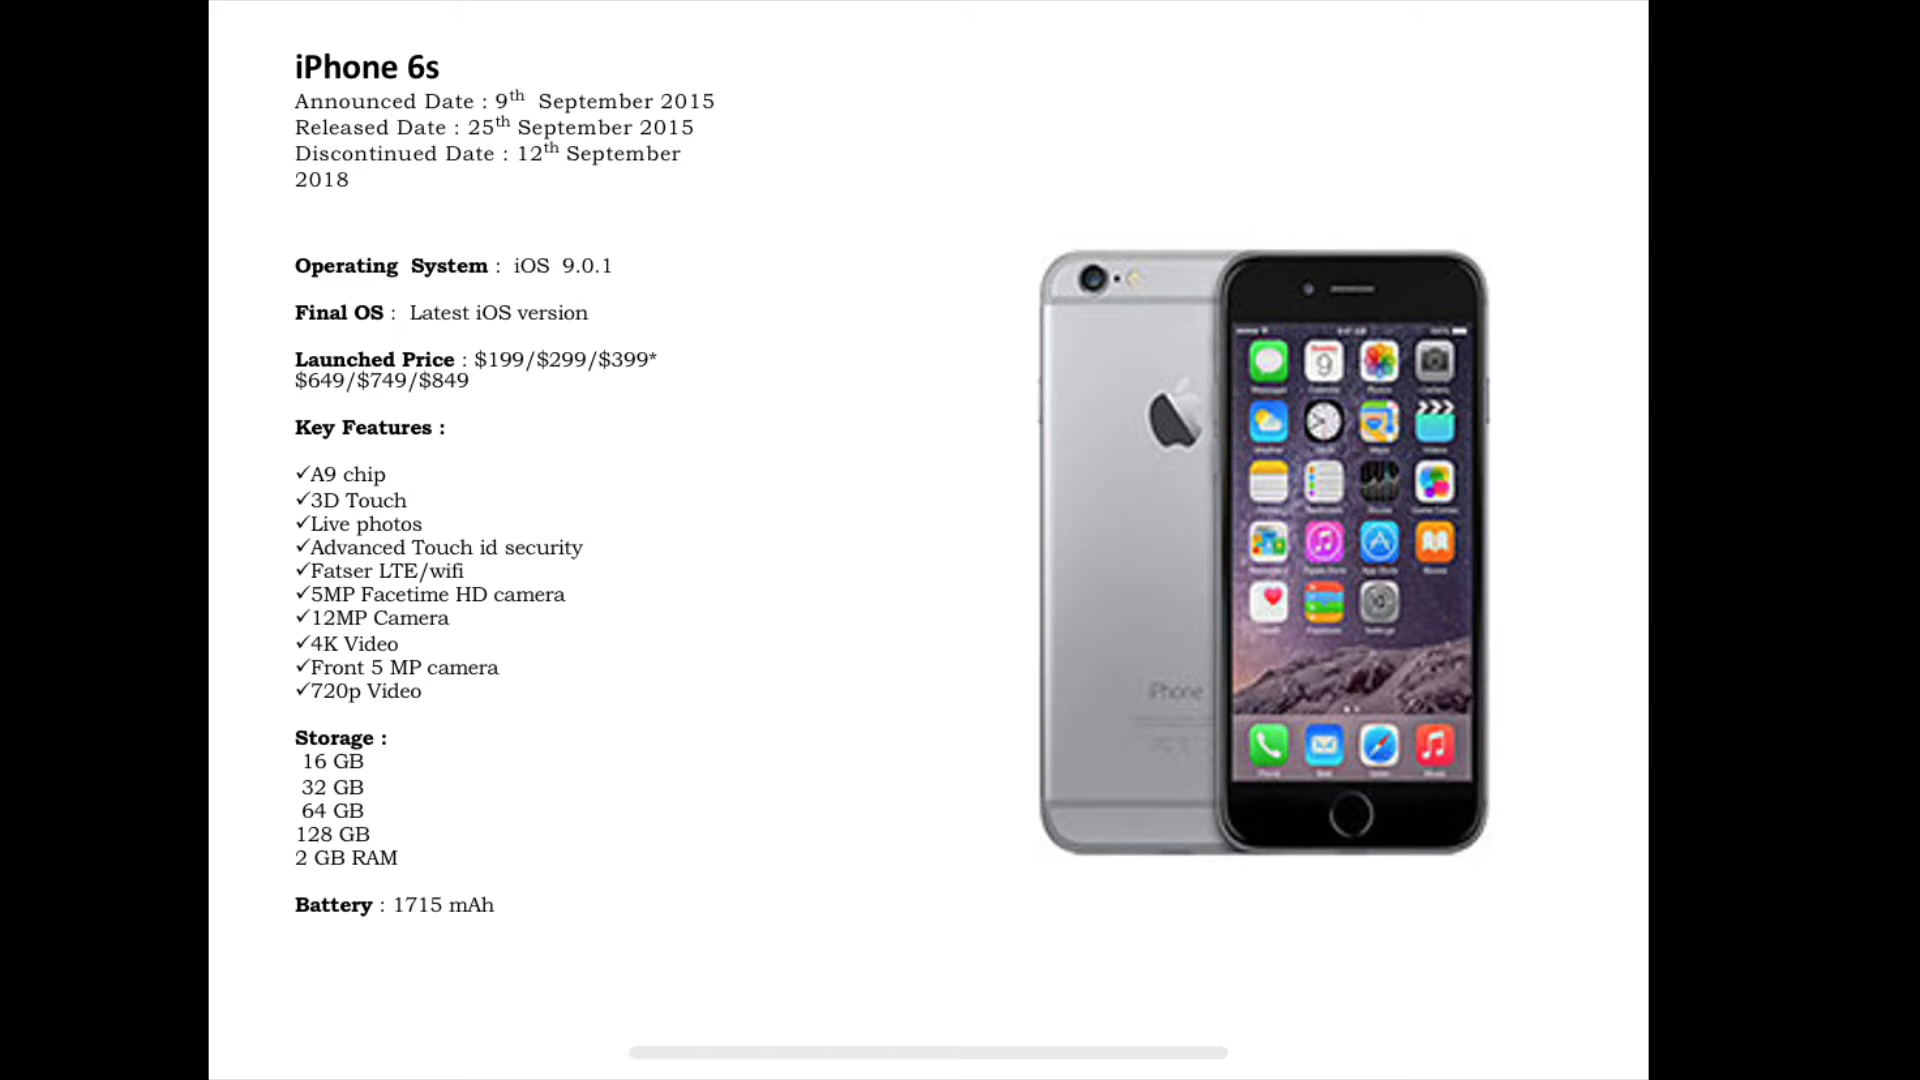 iPhone 6s
Announced Date : 9th September 2015
Released Date : 25th September 2015
Discontinued Date : 12th September
2018
Operating System : iOS 9.0.1
Final OS : Latest iOS version
Launched Price : $199/$299/$399*
$649/$749/$849
Key Features :
✓A9 chip
✓3D Touch
✓Live photos
✓Advanced Touch id security
✓Fatser LTE/wifi
✓5MP Facetime HD camera
✓12MP Camera
✓4K Video
✓Front 5 MP camera
✓720p Video
Storage :
16 GB
32 GB
64 GB
128 GB
2 GB RAM
Battery : 1715 mAh
iPhone
9